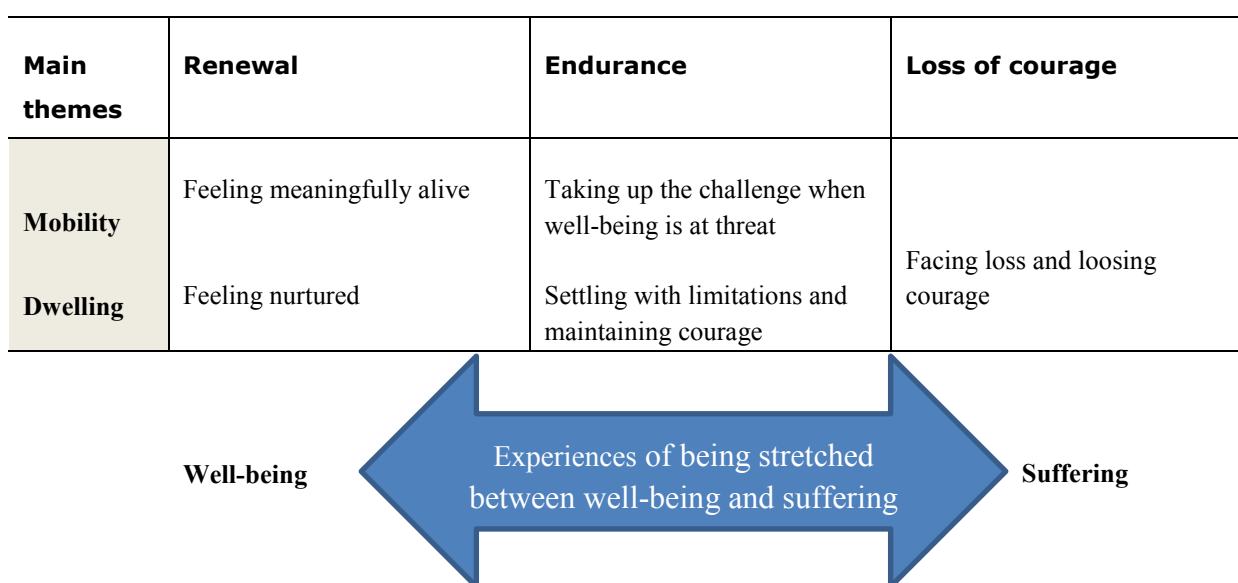 Main
themes
Renewal
Endurance
Loss of courage
Mobility
Feeling meaningfully alive
Taking up the challenge when
well-being is at threat
Facing loss and loosing
courage
Dwelling
Feeling nurtured
Settling with limitations and
maintaining courage
Well-being
Experiences of being stretched
between well-being and suffering
Suffering